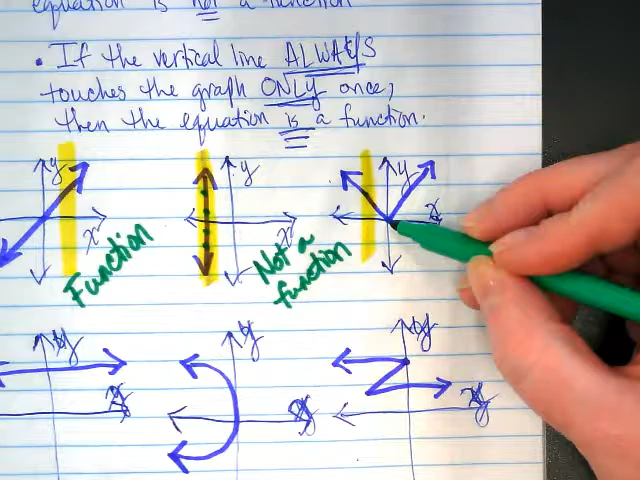 equation is not a function
• If the vertical line ALWAYS
touches the graph ONLY once,
then the equation is a function.
y
y
y
x
x
x
Function
Not a
function
y
y
y